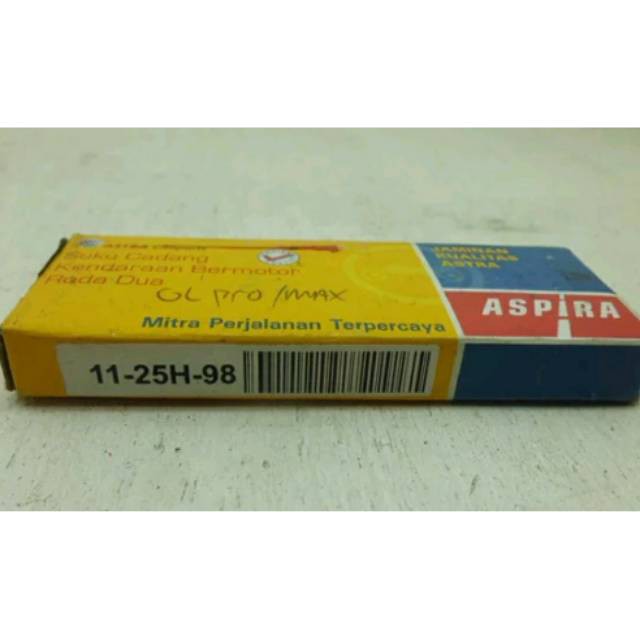 ASTRA
Suku Cadang
Kendaraan Bermotor
Roda Dua
GL Pro/MAX
Mitra Perjalanan Terpercaya
JAMINAN
KUALITAS
ASTRA
ASPIRA
11-25H-98